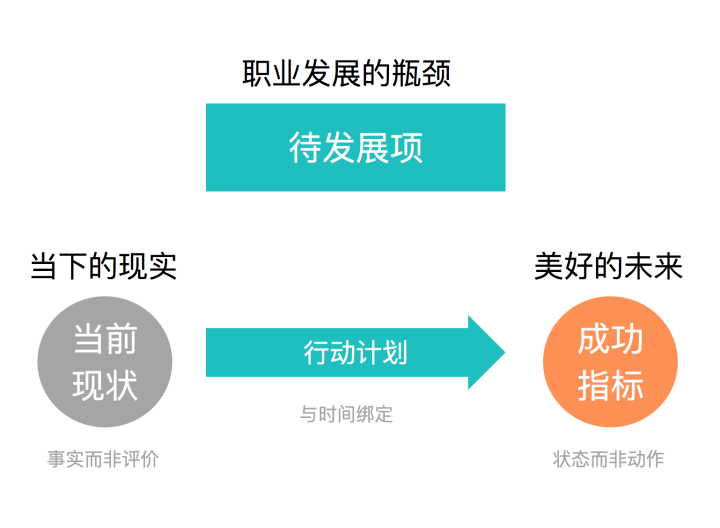 职业发展的瓶颈
待发展项
当下的现实
美好的未来
当前
现状
行动计划
成功
指标
与时间绑定
事实而非评价
状态而非动作